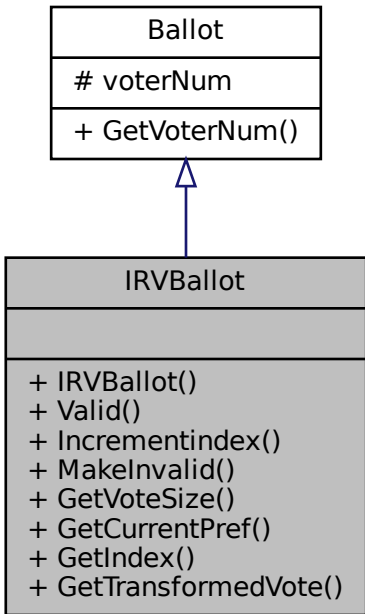 Ballot
# voterNum
+ GetVoterNum()
IRVBallot
+ IRVBallot()
+ Valid()
+ Incrementindex()
+ MakeInvalid()
+ GetVoteSize()
+ GetCurrentPref()
+ GetIndex()
+ GetTransformedVote()